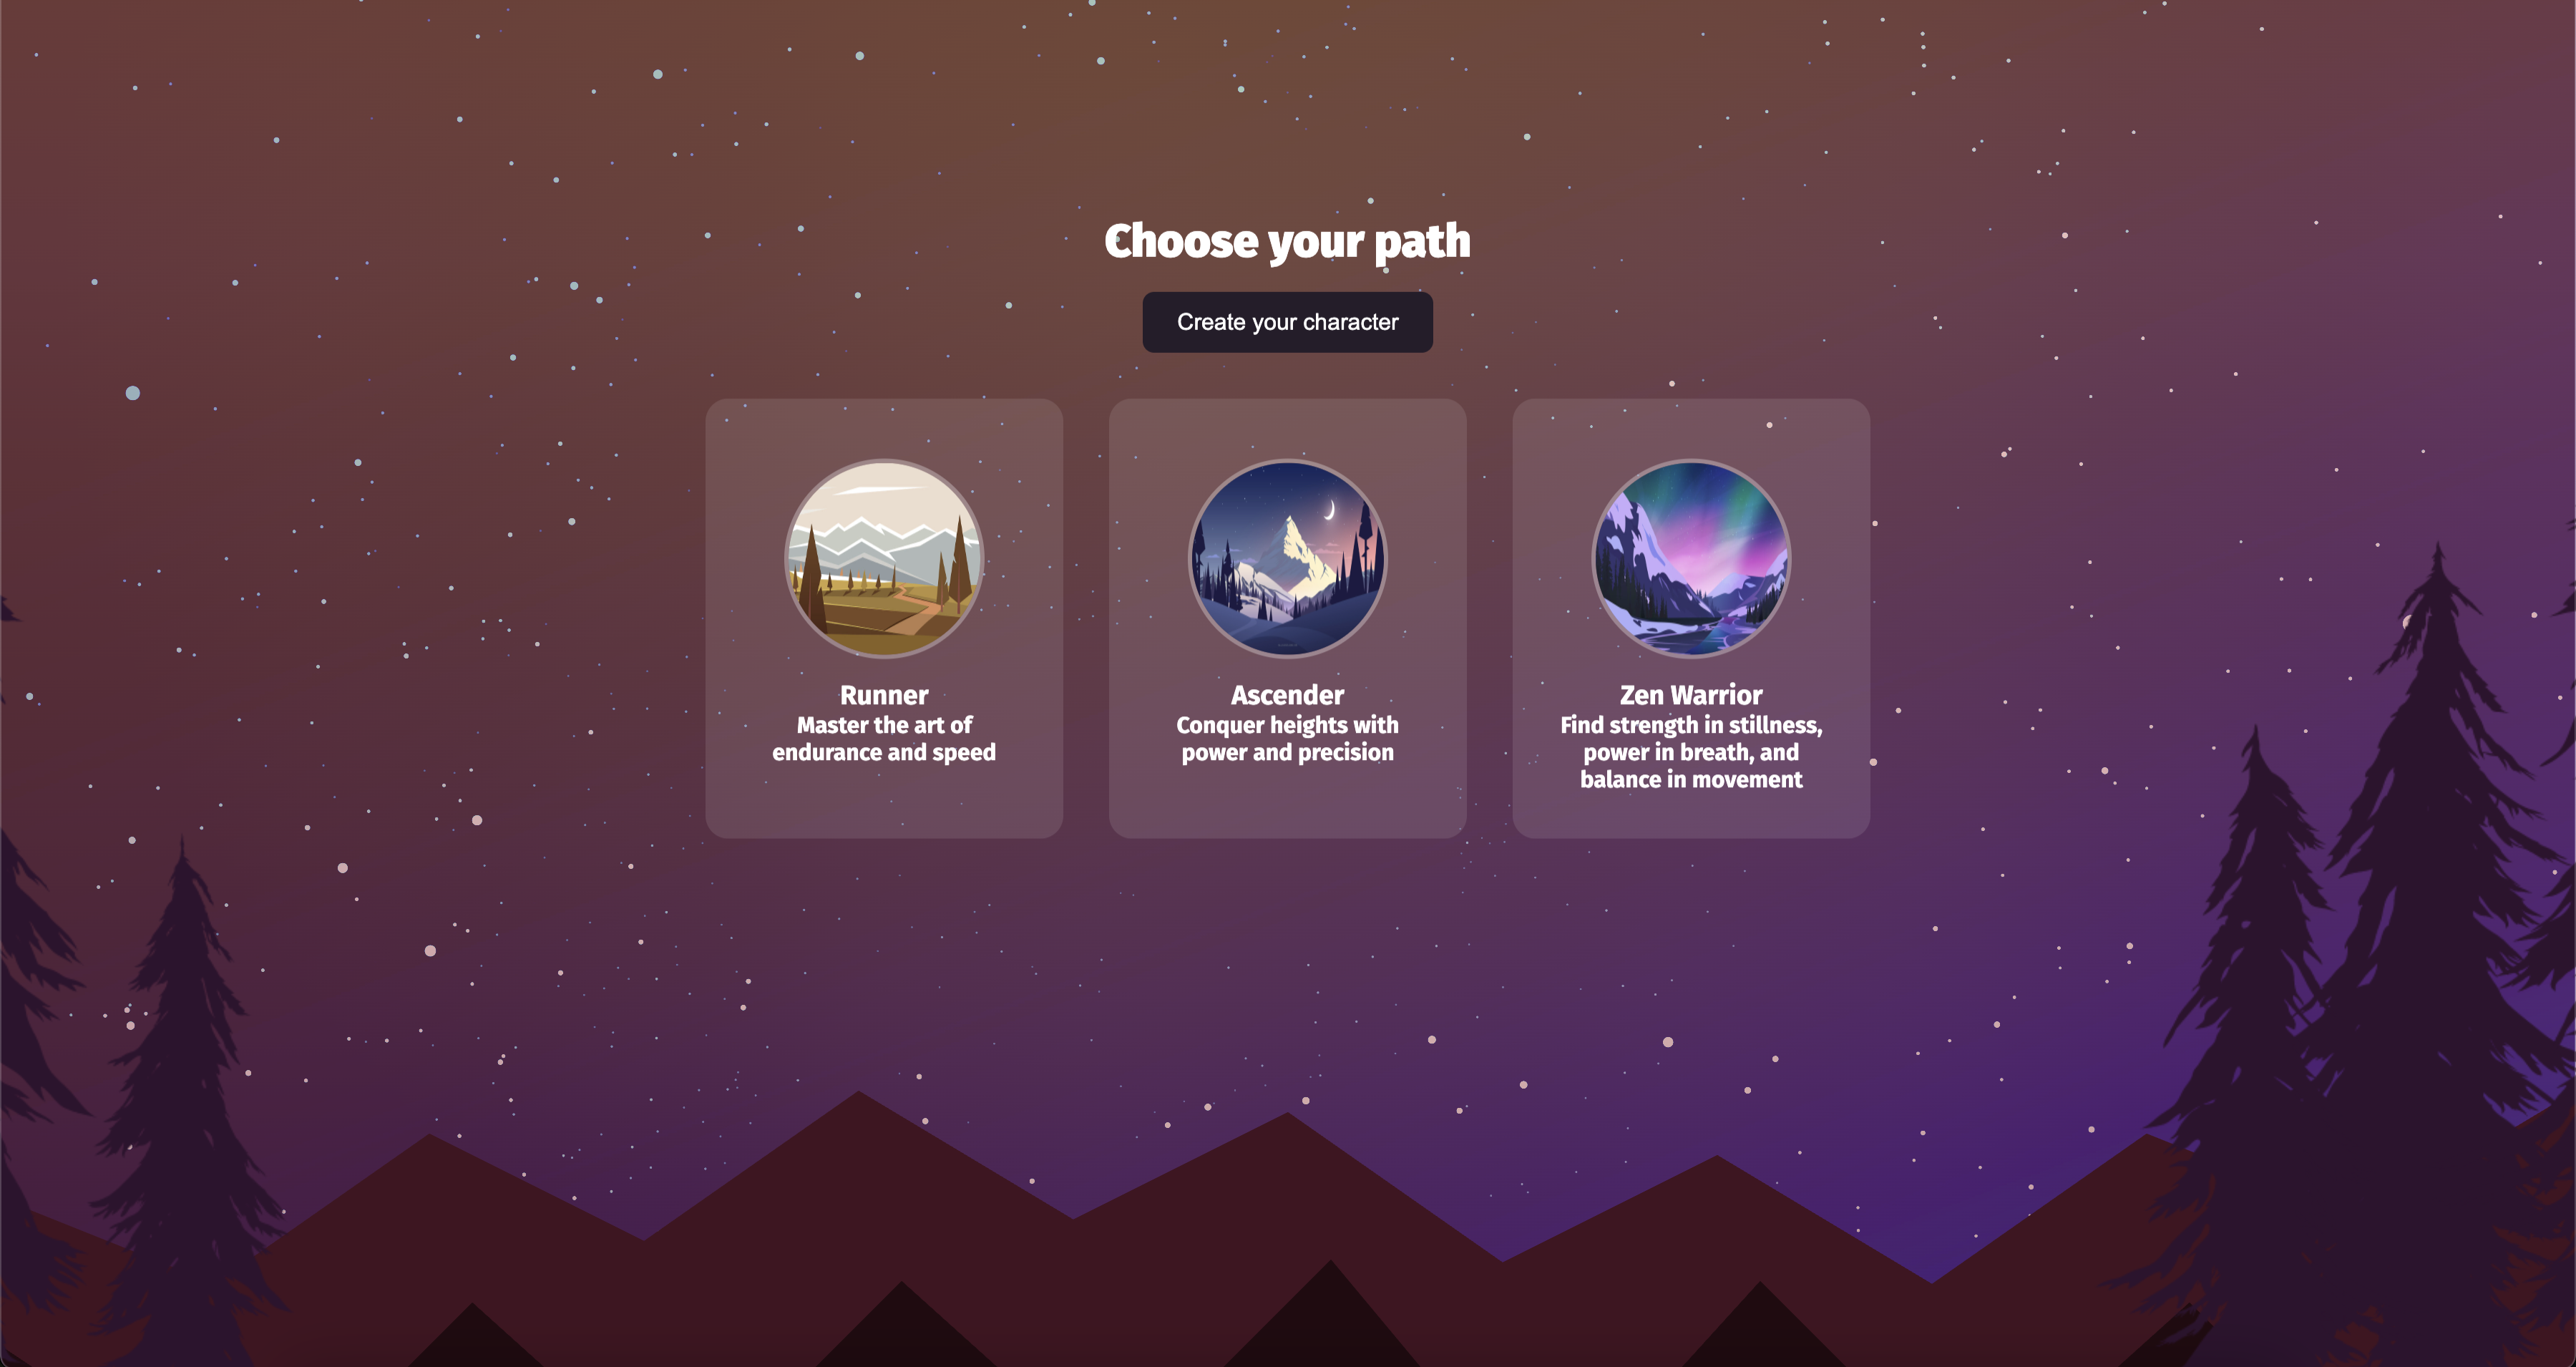 Choose your path
Create your character
Runner
Master the art of
endurance and speed
Ascender
Conquer heights with
power and precision
Zen Warrior
Find strength in stillness,
power in breath, and
balance in movement